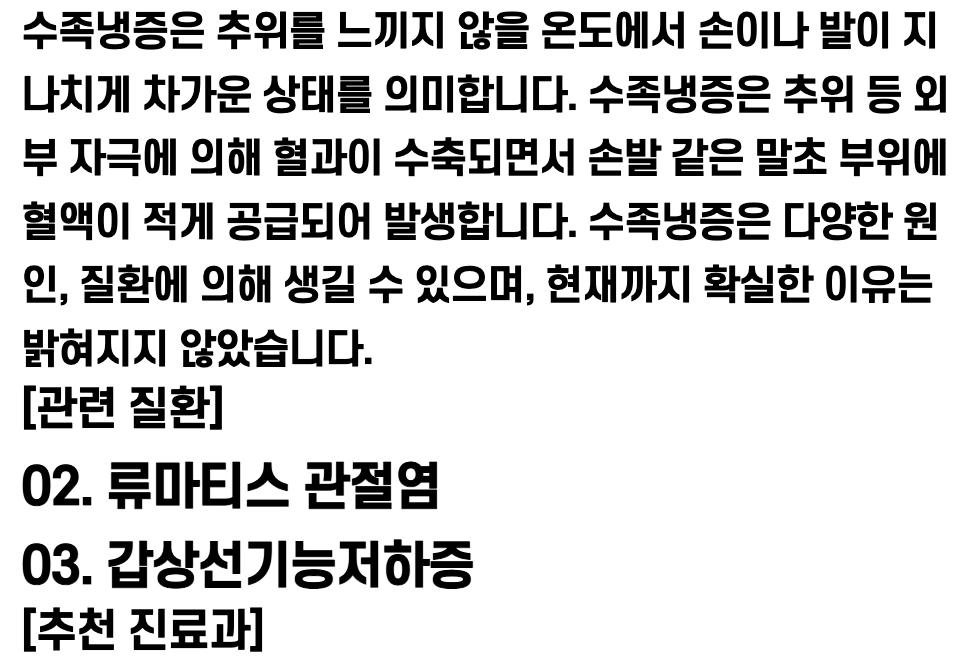 수족냉증은 추위를 느끼지 않을 온도에서 손이나 발이 지
나치게 차가운 상태를 의미합니다. 수족냉증은 추위 등 외
부 자극에 의해 혈과이 수축되면서 손발 같은 말초 부위에
혈액이 적게 공급되어 발생합니다. 수족냉증은 다양한 원
인, 질환에 의해 생길 수 있으며, 현재까지 확실한 이유는
밝혀지지 않았습니다.
[관련 질환]
02. 류마티스 관절염
03. 갑상선기능저하증
[추천 진료과]